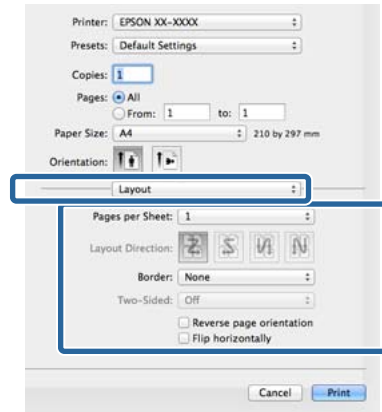 Printer: EPSON XX-XXXX
Presets: Default Settings
Copies: 1
Pages: All
From: 1 to: 1
Paper Size: A4 210 by 297 mm
Orientation:
Layout
Pages per Sheet: 1
Layout Direction:
Border: None
Two-Sided: Off
Reverse page orientation
Flip horizontally
Cancel Print